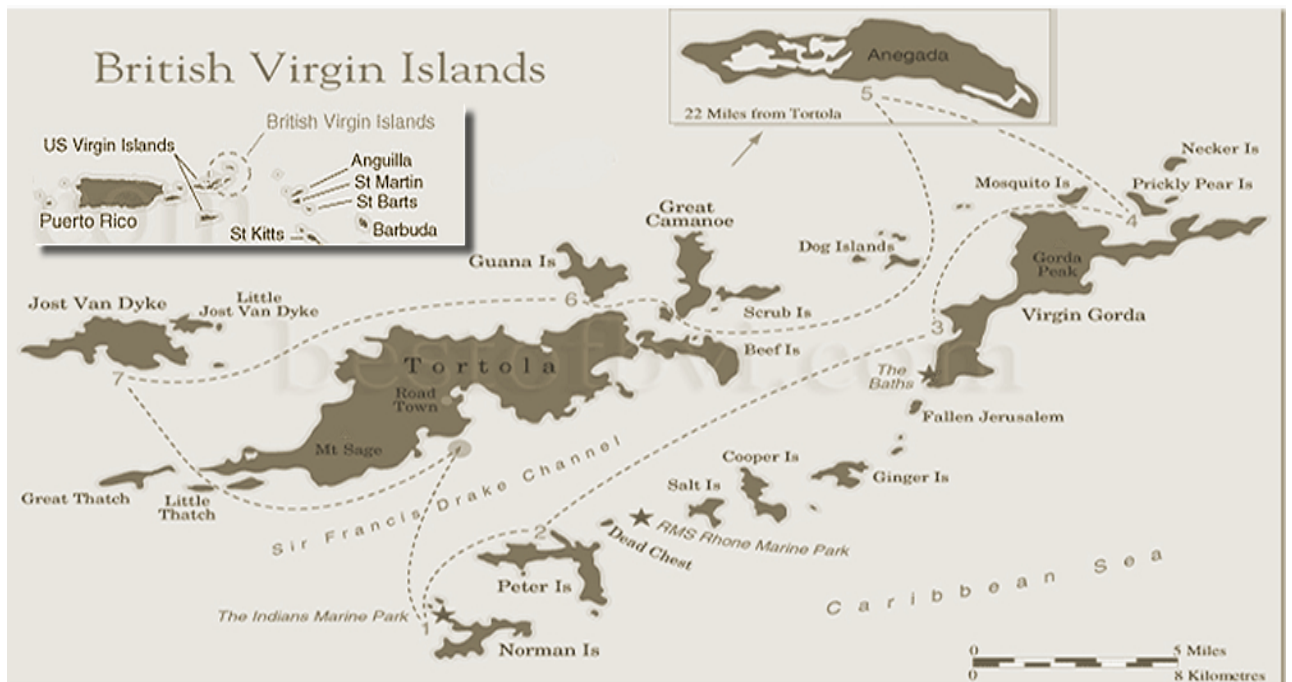 British Virgin Islands
British Virgin Islands
US Virgin Islands
Anguilla
St Martin
St Barts
Puerto Rico
St Kitts
Barbuda
Anegada
5
22 Miles from Tortola
Necker Is
Mosquito Is
Prickly Pear Is
4
Great
Camanoe
Dog Islands
Guana Is
Gorda
Peak
6
Jost Van Dyke
Little
Jost Van Dyke
Scrub Is
Virgin Gorda
3
Beef Is
bestofbvi.com
Tortola
The
Baths
7
Road
Town
Fallen Jerusalem
Mt Sage
Cooper Is
Ginger Is
Salt Is
Great Thatch
Little
Thatch
Sir Francis Drake Channel
RMS Rhone Marine Park
2
Dead Chest
Peter Is
Caribbean Sea
The Indians Marine Park
1
Norman Is
0 5 Miles
0 8 Kilometres